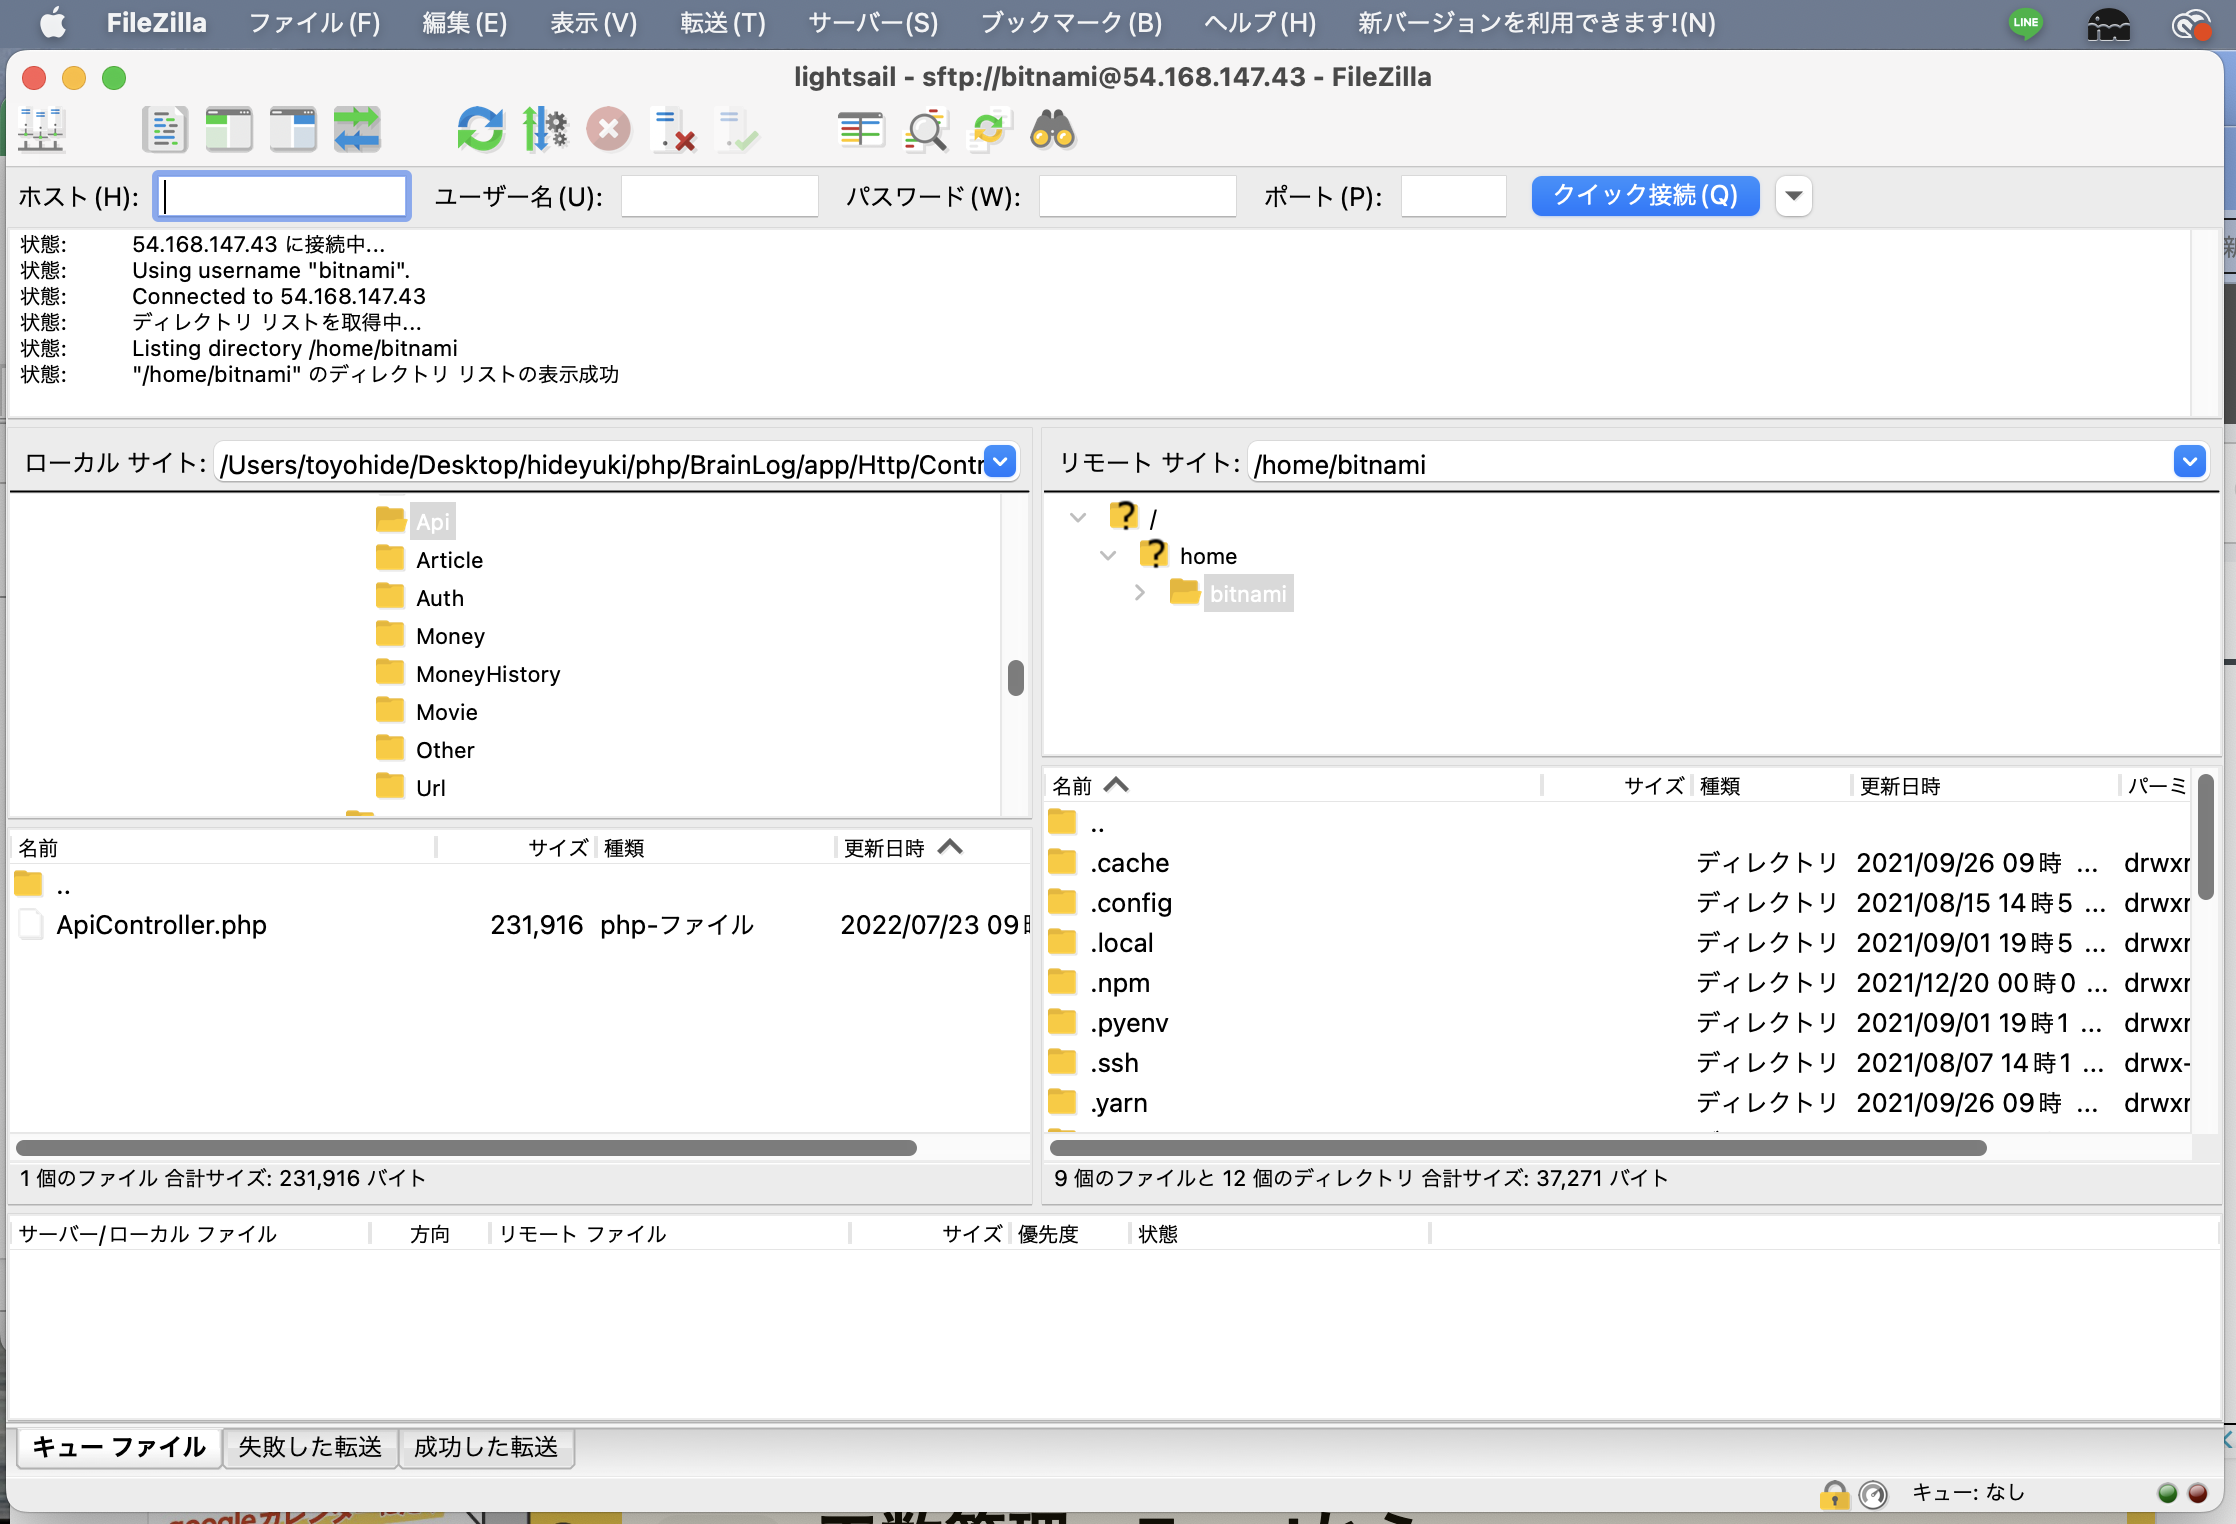 FileZilla ファイル(F) 編集(E) 表示(V) 転送(T) サーバー(S) ブックマーク(B) ヘルプ(H) 新バージョンを利用できます!(N) LINE
lightsail - sftp://bitnami@54.168.147.43 - FileZilla
ホスト(H): ユーザー名(U): パスワード(W): ポート(P): クイック接続(Q)
状態: 54.168.147.43 に接続中...
状態: Using username "bitnami".
状態: Connected to 54.168.147.43
状態: ディレクトリ リストを取得中...
状態: Listing directory /home/bitnami
状態: "/home/bitnami" のディレクトリ リストの表示成功
ローカル サイト: /Users/toyohide/Desktop/hideyuki/php/BrainLog/app/Http/Contr
Api
Article
Auth
Money
MoneyHistory
Movie
Other
Url
名前 サイズ 種類 更新日時
..
ApiController.php 231,916 php-ファイル 2022/07/23 09時
1 個のファイル 合計サイズ: 231,916 バイト
リモート サイト: /home/bitnami
/
home
bitnami
名前 サイズ 種類 更新日時 パーミ
..
.cache ディレクトリ 2021/09/26 09時 ... drwxr
.config ディレクトリ 2021/08/15 14時5 ... drwxr
.local ディレクトリ 2021/09/01 19時5 ... drwxr
.npm ディレクトリ 2021/12/20 00時0 ... drwxr
.pyenv ディレクトリ 2021/09/01 19時1 ... drwxr
.ssh ディレクトリ 2021/08/07 14時1 ... drwx-
.yarn ディレクトリ 2021/09/26 09時 ... drwxr
9 個のファイルと 12 個のディレクトリ 合計サイズ: 37,271 バイト
サーバー/ローカル ファイル 方向 リモート ファイル サイズ 優先度 状態
キュー ファイル 失敗した転送 成功した転送
キュー: なし